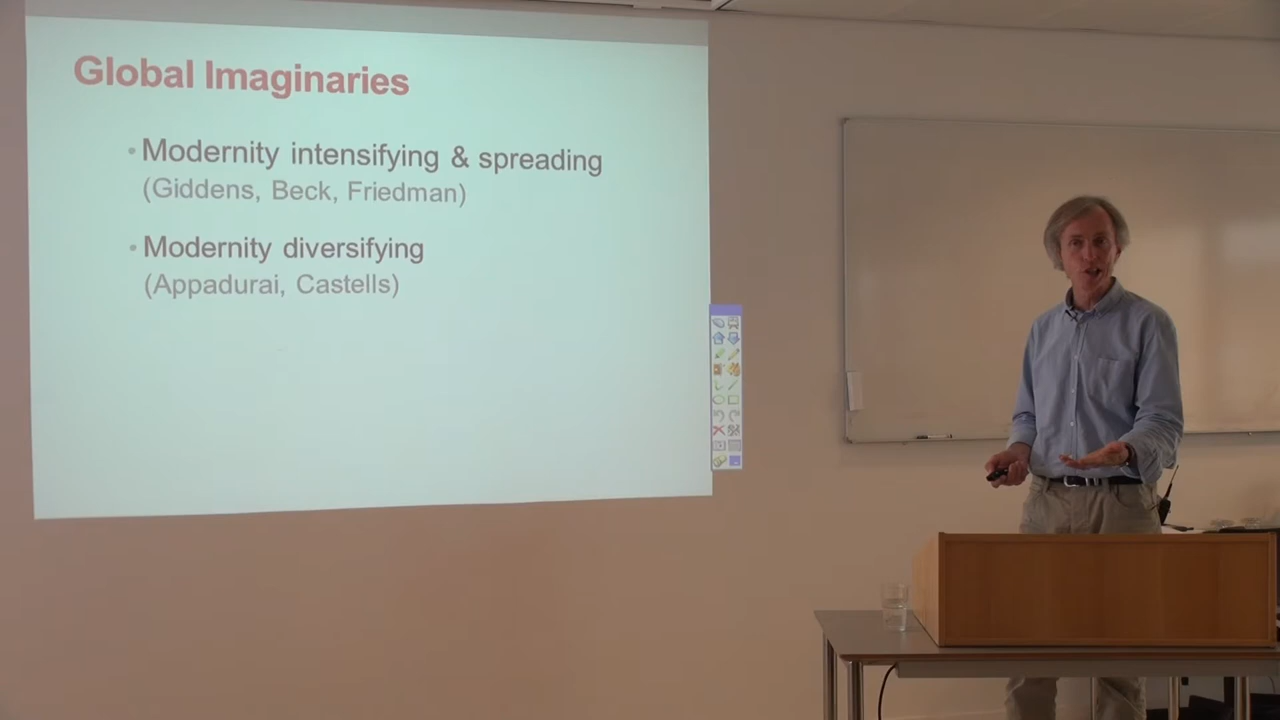 Global Imaginaries
• Modernity intensifying & spreading
(Giddens, Beck, Friedman)
• Modernity diversifying
(Appadurai, Castells)